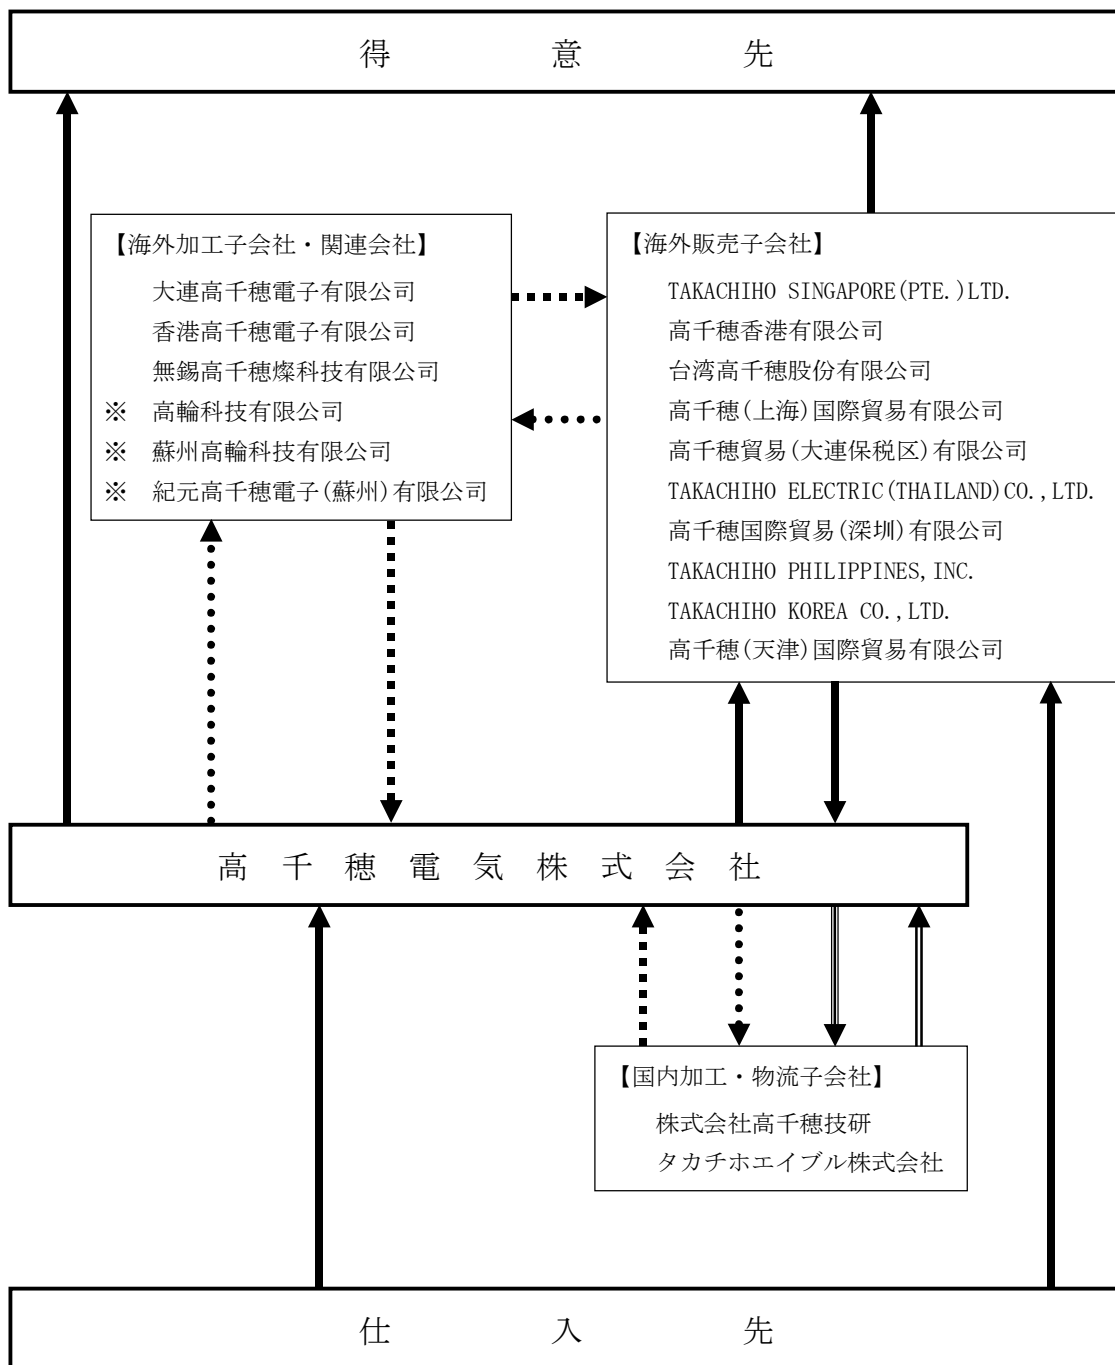 得意先
【海外加工子会社・関連会社】
大連高千穂電子有限公司
香港高千穂電子有限公司
無錫高千穂燦科技有限公司
※ 高輪科技有限公司
※ 蘇州高輪科技有限公司
※ 紀元高千穂電子(蘇州)有限公司
【海外販売子会社】
TAKACHIHO SINGAPORE(PTE.)LTD.
高千穂香港有限公司
台湾高千穂股份有限公司
高千穂(上海)国際貿易有限公司
高千穂貿易(大連保税区)有限公司
TAKACHIHO ELECTRIC(THAILAND)CO.,LTD.
高千穂国際貿易(深圳)有限公司
TAKACHIHO PHILIPPINES,INC.
TAKACHIHO KOREA CO.,LTD.
高千穂(天津)国際貿易有限公司
高千穂電気株式会社
【国内加工・物流子会社】
株式会社高千穂技研
タカチホエイブル株式会社
仕入先